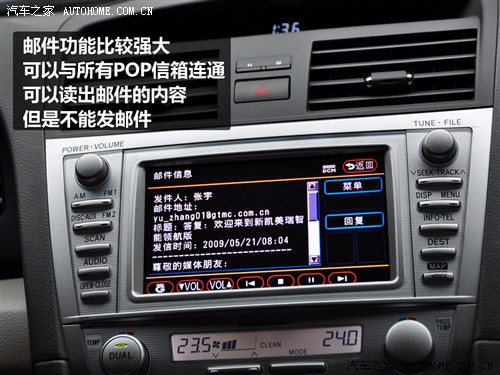 汽车之家 AUTOHOME.COM.CN
邮件功能比较强大
可以与所有POP信箱连通
可以读出邮件的内容
但是不能发邮件
1:36
POWER · VOLUME
TUNE · FILE
AM FM1
DISC·AUX FM2
SCAN
AUDIO
OPEN·CLOSE
邮件信息
DCM
返回
发件人：张宇
邮件地址：
yu_zhang01@gtmc.com.cn
标题：答复：欢迎来到新凯美瑞智
能领航版
发信时间：2009/05/21/08:04
尊敬的媒体朋友：
菜单
回复
▼VOL VOL▲
SEEK·TRACK
DISP MENU
INFO·TEL
DEST
MAP
TEMP
DUAL
23.5
CLEAN MODE
24.0
PASS TEMP
汽车之家 AUTOHOME.COM.CN